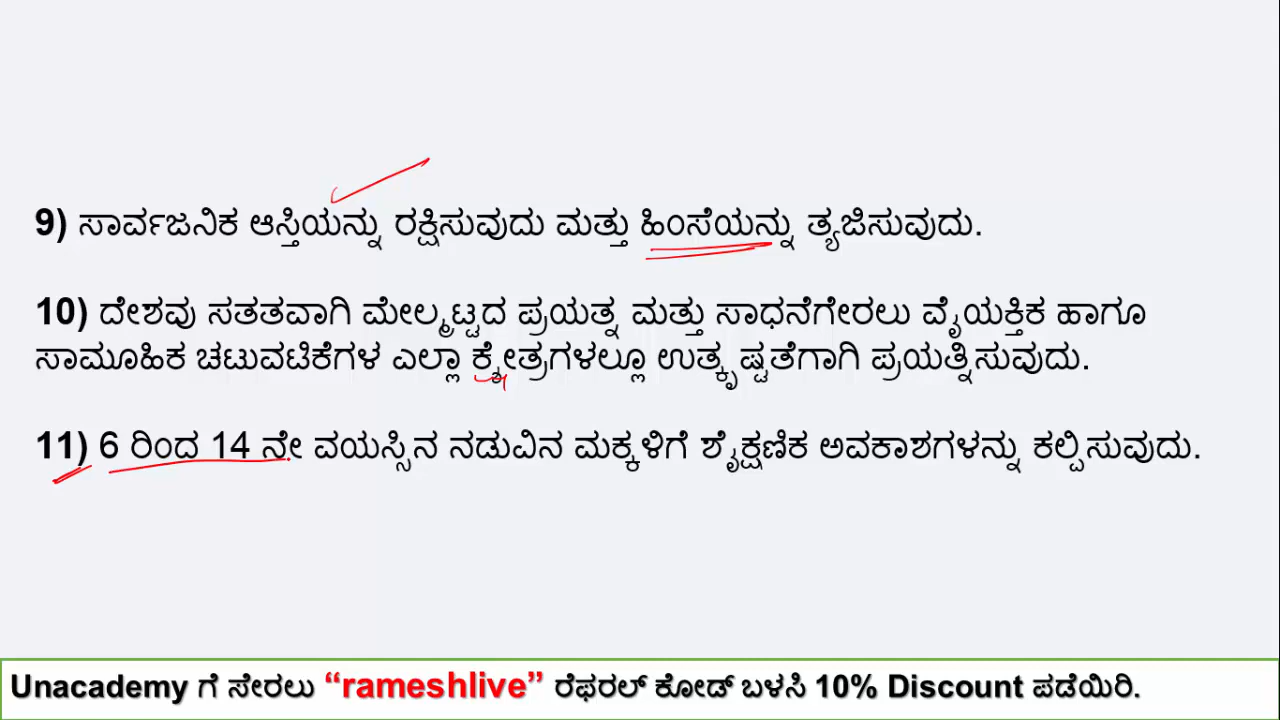 9) ಸಾರ್ವಜನಿಕ ಆಸ್ತಿಯನ್ನು ರಕ್ಷಿಸುವುದು ಮತ್ತು ಹಿಂಸೆಯನ್ನು ತ್ಯಜಿಸುವುದು.
10) ದೇಶವು ಸತತವಾಗಿ ಮೇಲ್ಮಟ್ಟದ ಪ್ರಯತ್ನ ಮತ್ತು ಸಾಧನೆಗೇರಲು ವೈಯಕ್ತಿಕ ಹಾಗೂ
ಸಾಮೂಹಿಕ ಚಟುವಟಿಕೆಗಳ ಎಲ್ಲಾ ಕ್ಶೇತ್ರಗಳಲ್ಲೂ ಉತ್ಕೃಷ್ಟತೆಗಾಗಿ ಪ್ರಯತ್ನಿಸುವುದು.
11) 6 ರಿಂದ 14 ನೇ ವಯಸ್ಸಿನ ನಡುವಿನ ಮಕ್ಕಳಿಗೆ ಶೈಕ್ಷಣಿಕ ಅವಕಾಶಗಳನ್ನು ಕಲ್ಪಿಸುವುದು.
Unacademy ಗೆ ಸೇರಲು “rameshlive” ರೆಫರಲ್ ಕೋಡ್ ಬಳಸಿ 10% Discount ಪಡೆಯಿರಿ.